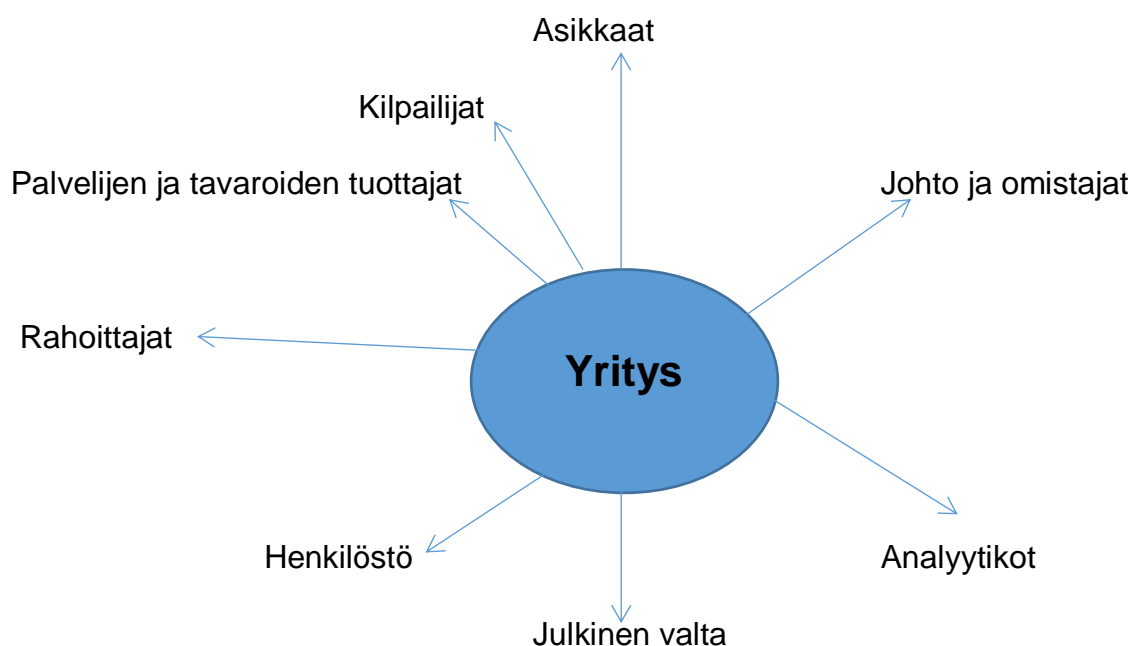 Asikkaat
Kilpailijat
Palvelijen ja tavaroiden tuottajat
Johto ja omistajat
Rahoittajat
Yritys
Henkilöstö
Analyytikot
Julkinen valta